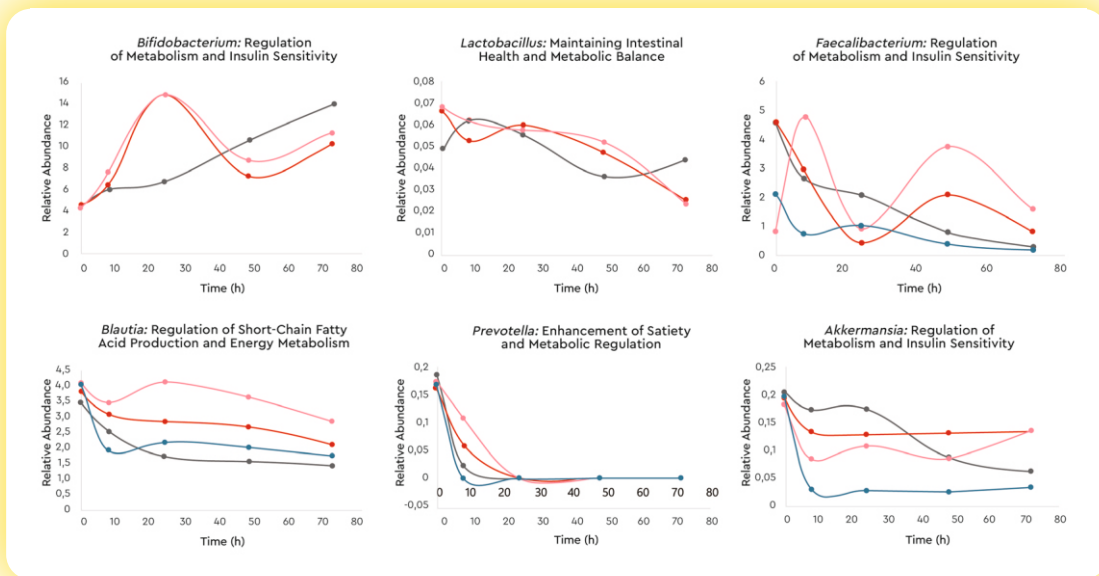 Bifidobacterium: Regulation
of Metabolism and Insulin Sensitivity
Relative Abundance
16
14
12
10
8
6
4
2
0
0 10 20 30 40 50 60 70 80
Time (h)
Lactobacillus: Maintaining Intestinal
Health and Metabolic Balance
Relative Abundance
0,08
0,07
0,06
0,05
0,04
0,03
0,02
0,01
0
0 10 20 30 40 50 60 70 80
Time (h)
Faecalibacterium: Regulation
of Metabolism and Insulin Sensitivity
Relative Abundance
6
5
4
3
2
1
0
0 20 40 60 80
Time (h)
Blautia: Regulation of Short-Chain Fatty
Acid Production and Energy Metabolism
Relative Abundance
4,5
4,0
3,5
3,0
2,5
2,0
1,5
1,0
0,5
0
0 10 20 30 40 50 60 70 80
Time (h)
Prevotella: Enhancement of Satiety
and Metabolic Regulation
Relative Abundance
0,2
0,15
0,1
0,05
0
-0,05
0 10 20 30 40 50 60 70 80
0 10 20 30 40 50 60 70 80
Time (h)
Akkermansia: Regulation of
Metabolism and Insulin Sensitivity
Relative Abundance
0,25
0,2
0,15
0,1
0,05
0
0 10 20 30 40 50 60 70 80
Time (h)